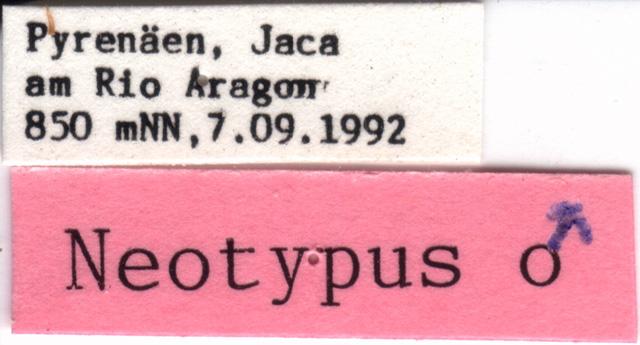 Pyrenäen, Jaca
am Rio Aragon
850 mNN,7.09.1992
Neotypus ♂